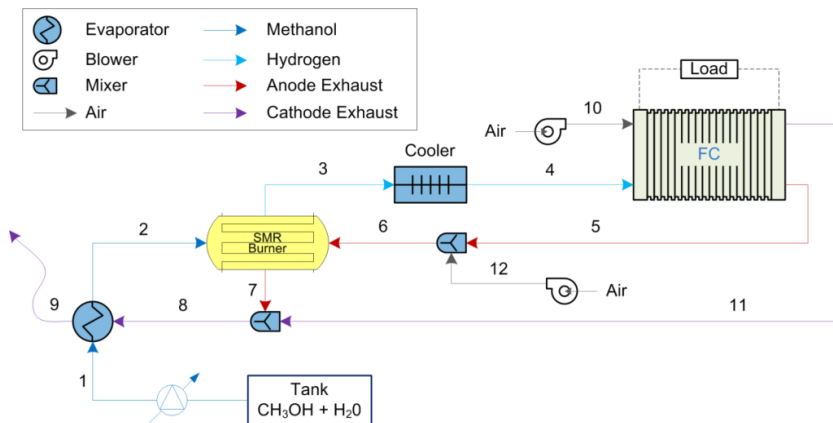 Evaporator
Methanol
Blower
Hydrogen
Mixer
Anode Exhaust
Air
Cathode Exhaust
Load
10
Air
FC
Cooler
3
4
2
SMR
Burner
6
5
12
Air
7
9
8
11
1
Tank
CH₃OH + H₂0